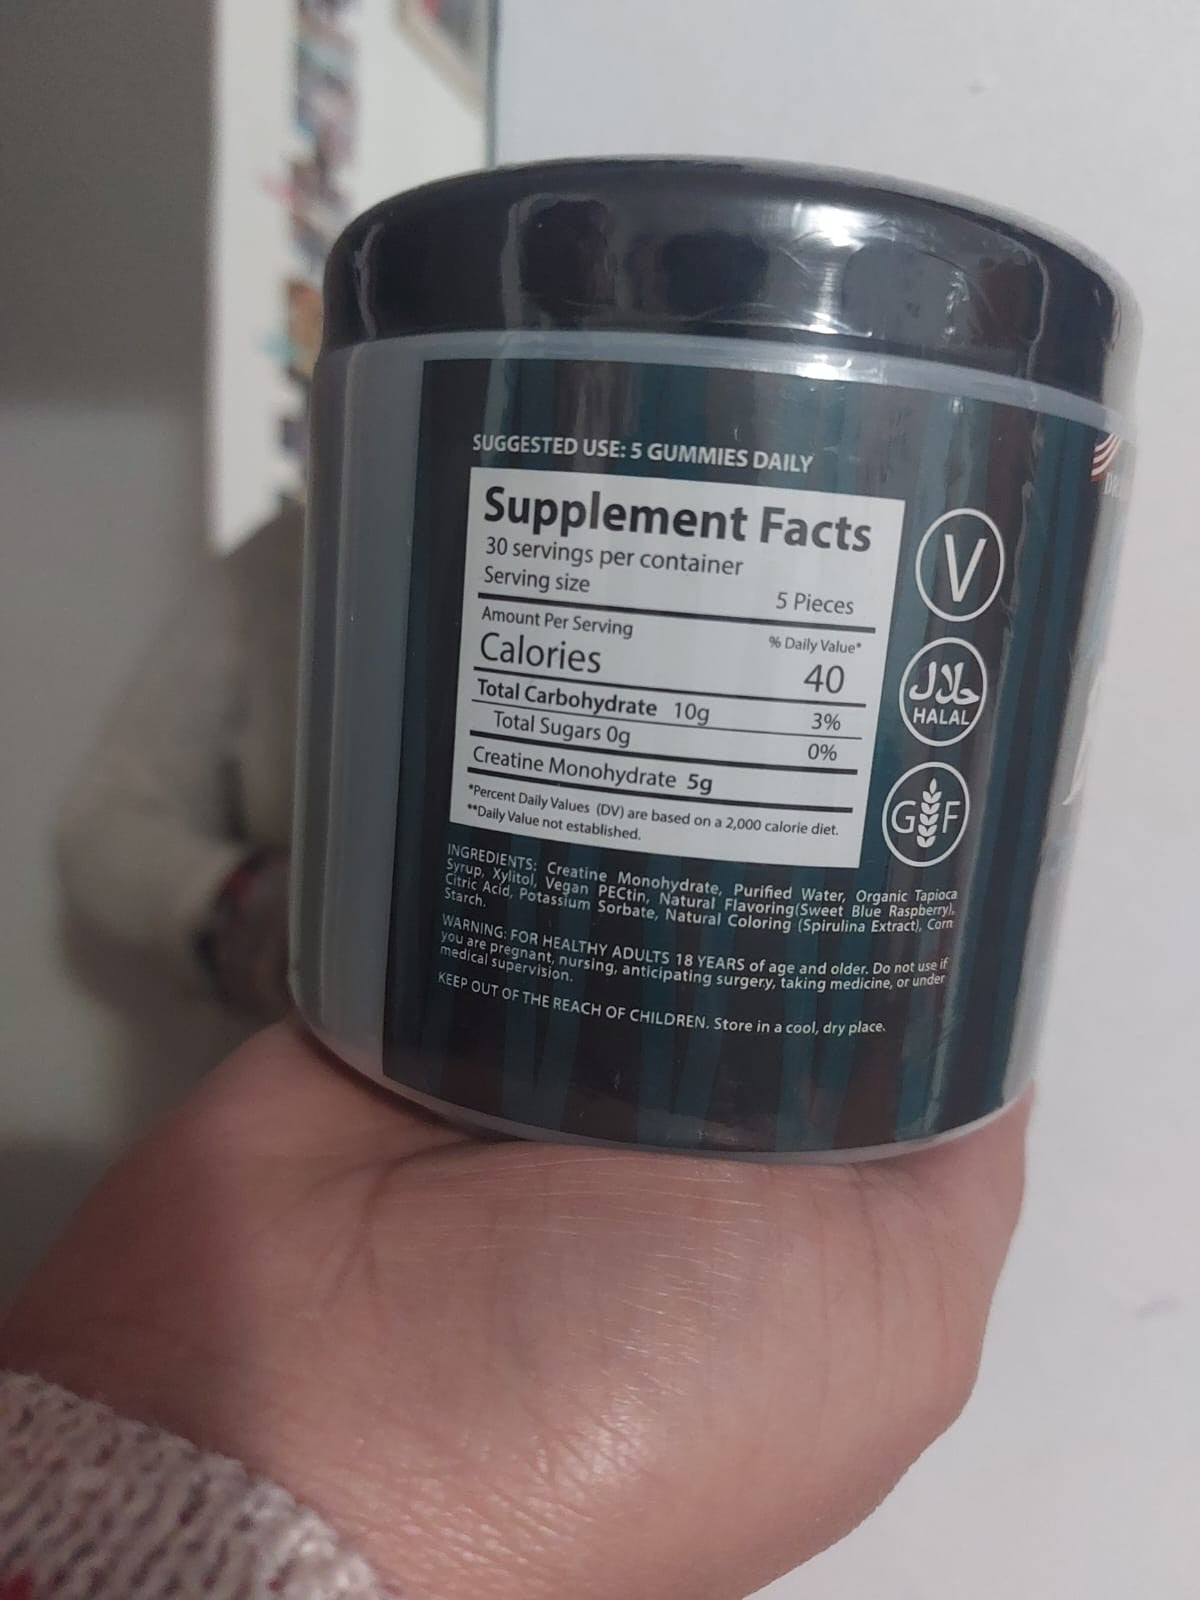 SUGGESTED USE: 5 GUMMIES DAILY
Supplement Facts
30 servings per container
Serving size 5 Pieces
Amount Per Serving % Daily Value*
Calories 40
Total Carbohydrate 10g 3%
Total Sugars 0g 0%
Creatine Monohydrate 5g
*Percent Daily Values (DV) are based on a 2,000 calorie diet.
**Daily Value not established.
INGREDIENTS: Creatine Monohydrate, Purified Water, Organic Tapioca
Syrup, Xylitol, Vegan PECtin, Natural Flavoring(Sweet Blue Raspberry),
Citric Acid, Potassium Sorbate, Natural Coloring (Spirulina Extract), Corn
Starch.
WARNING: FOR HEALTHY ADULTS 18 YEARS of age and older. Do not use if
you are pregnant, nursing, anticipating surgery, taking medicine, or under
medical supervision.
KEEP OUT OF THE REACH OF CHILDREN. Store in a cool, dry place.
V
حلال
HALAL
GF